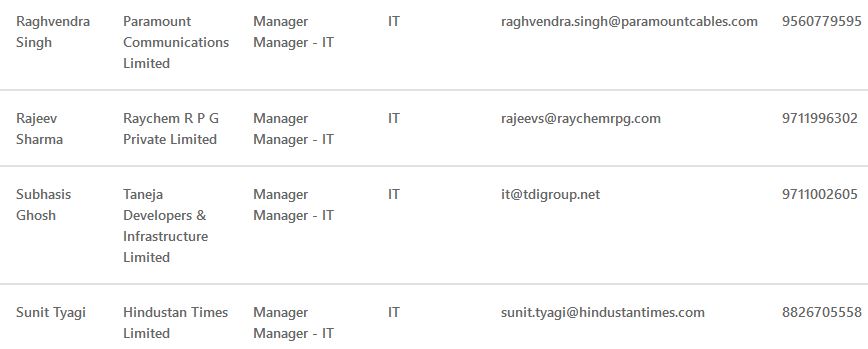 Raghvendra Singh Paramount Communications Limited Manager Manager - IT IT raghvendra.singh@paramountcables.com 9560779595
Rajeev Sharma Raychem R P G Private Limited Manager Manager - IT IT rajeevs@raychemrpg.com 9711996302
Subhasis Ghosh Taneja Developers & Infrastructure Limited Manager Manager - IT IT it@tdigroup.net 9711002605
Sunit Tyagi Hindustan Times Limited Manager Manager - IT IT sunit.tyagi@hindustantimes.com 8826705558